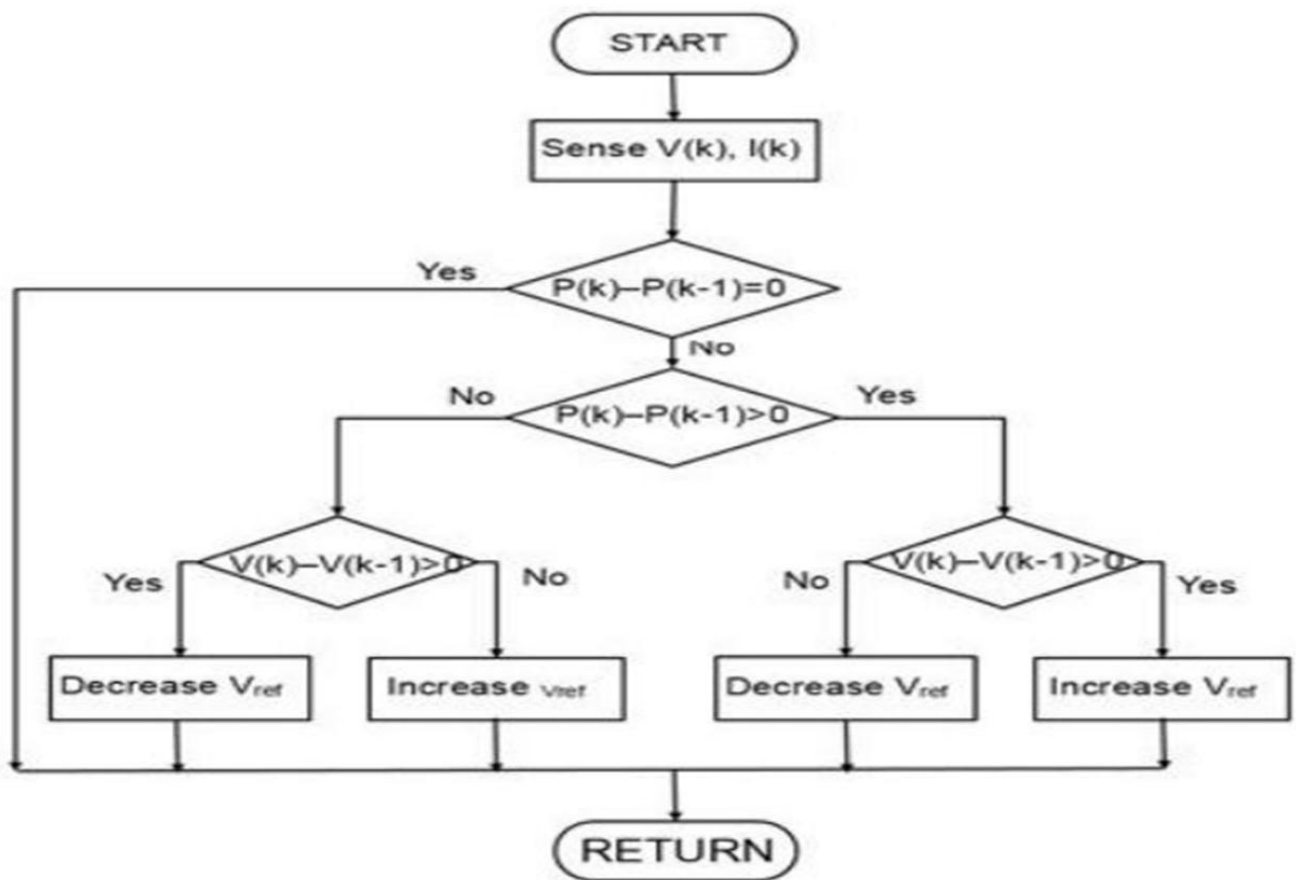 START
Sense V(k), I(k)
Yes
P(k)–P(k-1)=0
No
No
P(k)–P(k-1)>0
Yes
V(k)–V(k-1)>0
V(k)–V(k-1)>0
Yes
No
No
Yes
Decrease Vref
Increase Vref
Decrease Vref
Increase Vref
RETURN